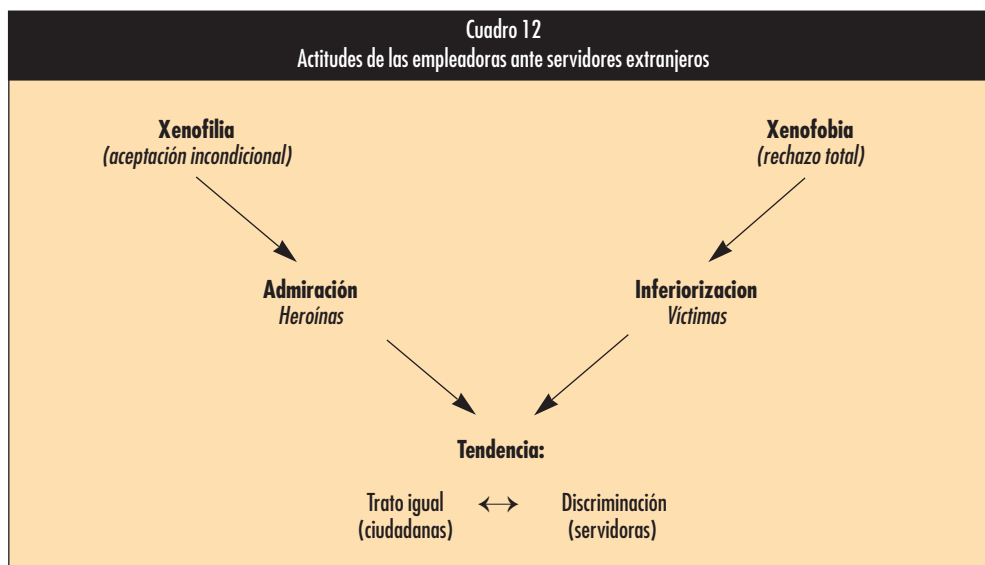 Cuadro 12
Actitudes de las empleadoras ante servidores extranjeros
Xenofilia
(aceptación incondicional)
Xenofobia
(rechazo total)
Admiración
Heroínas
Inferiorizacion
Víctimas
Tendencia:
Trato igual ↔ Discriminación
(ciudadanas) (servidoras)